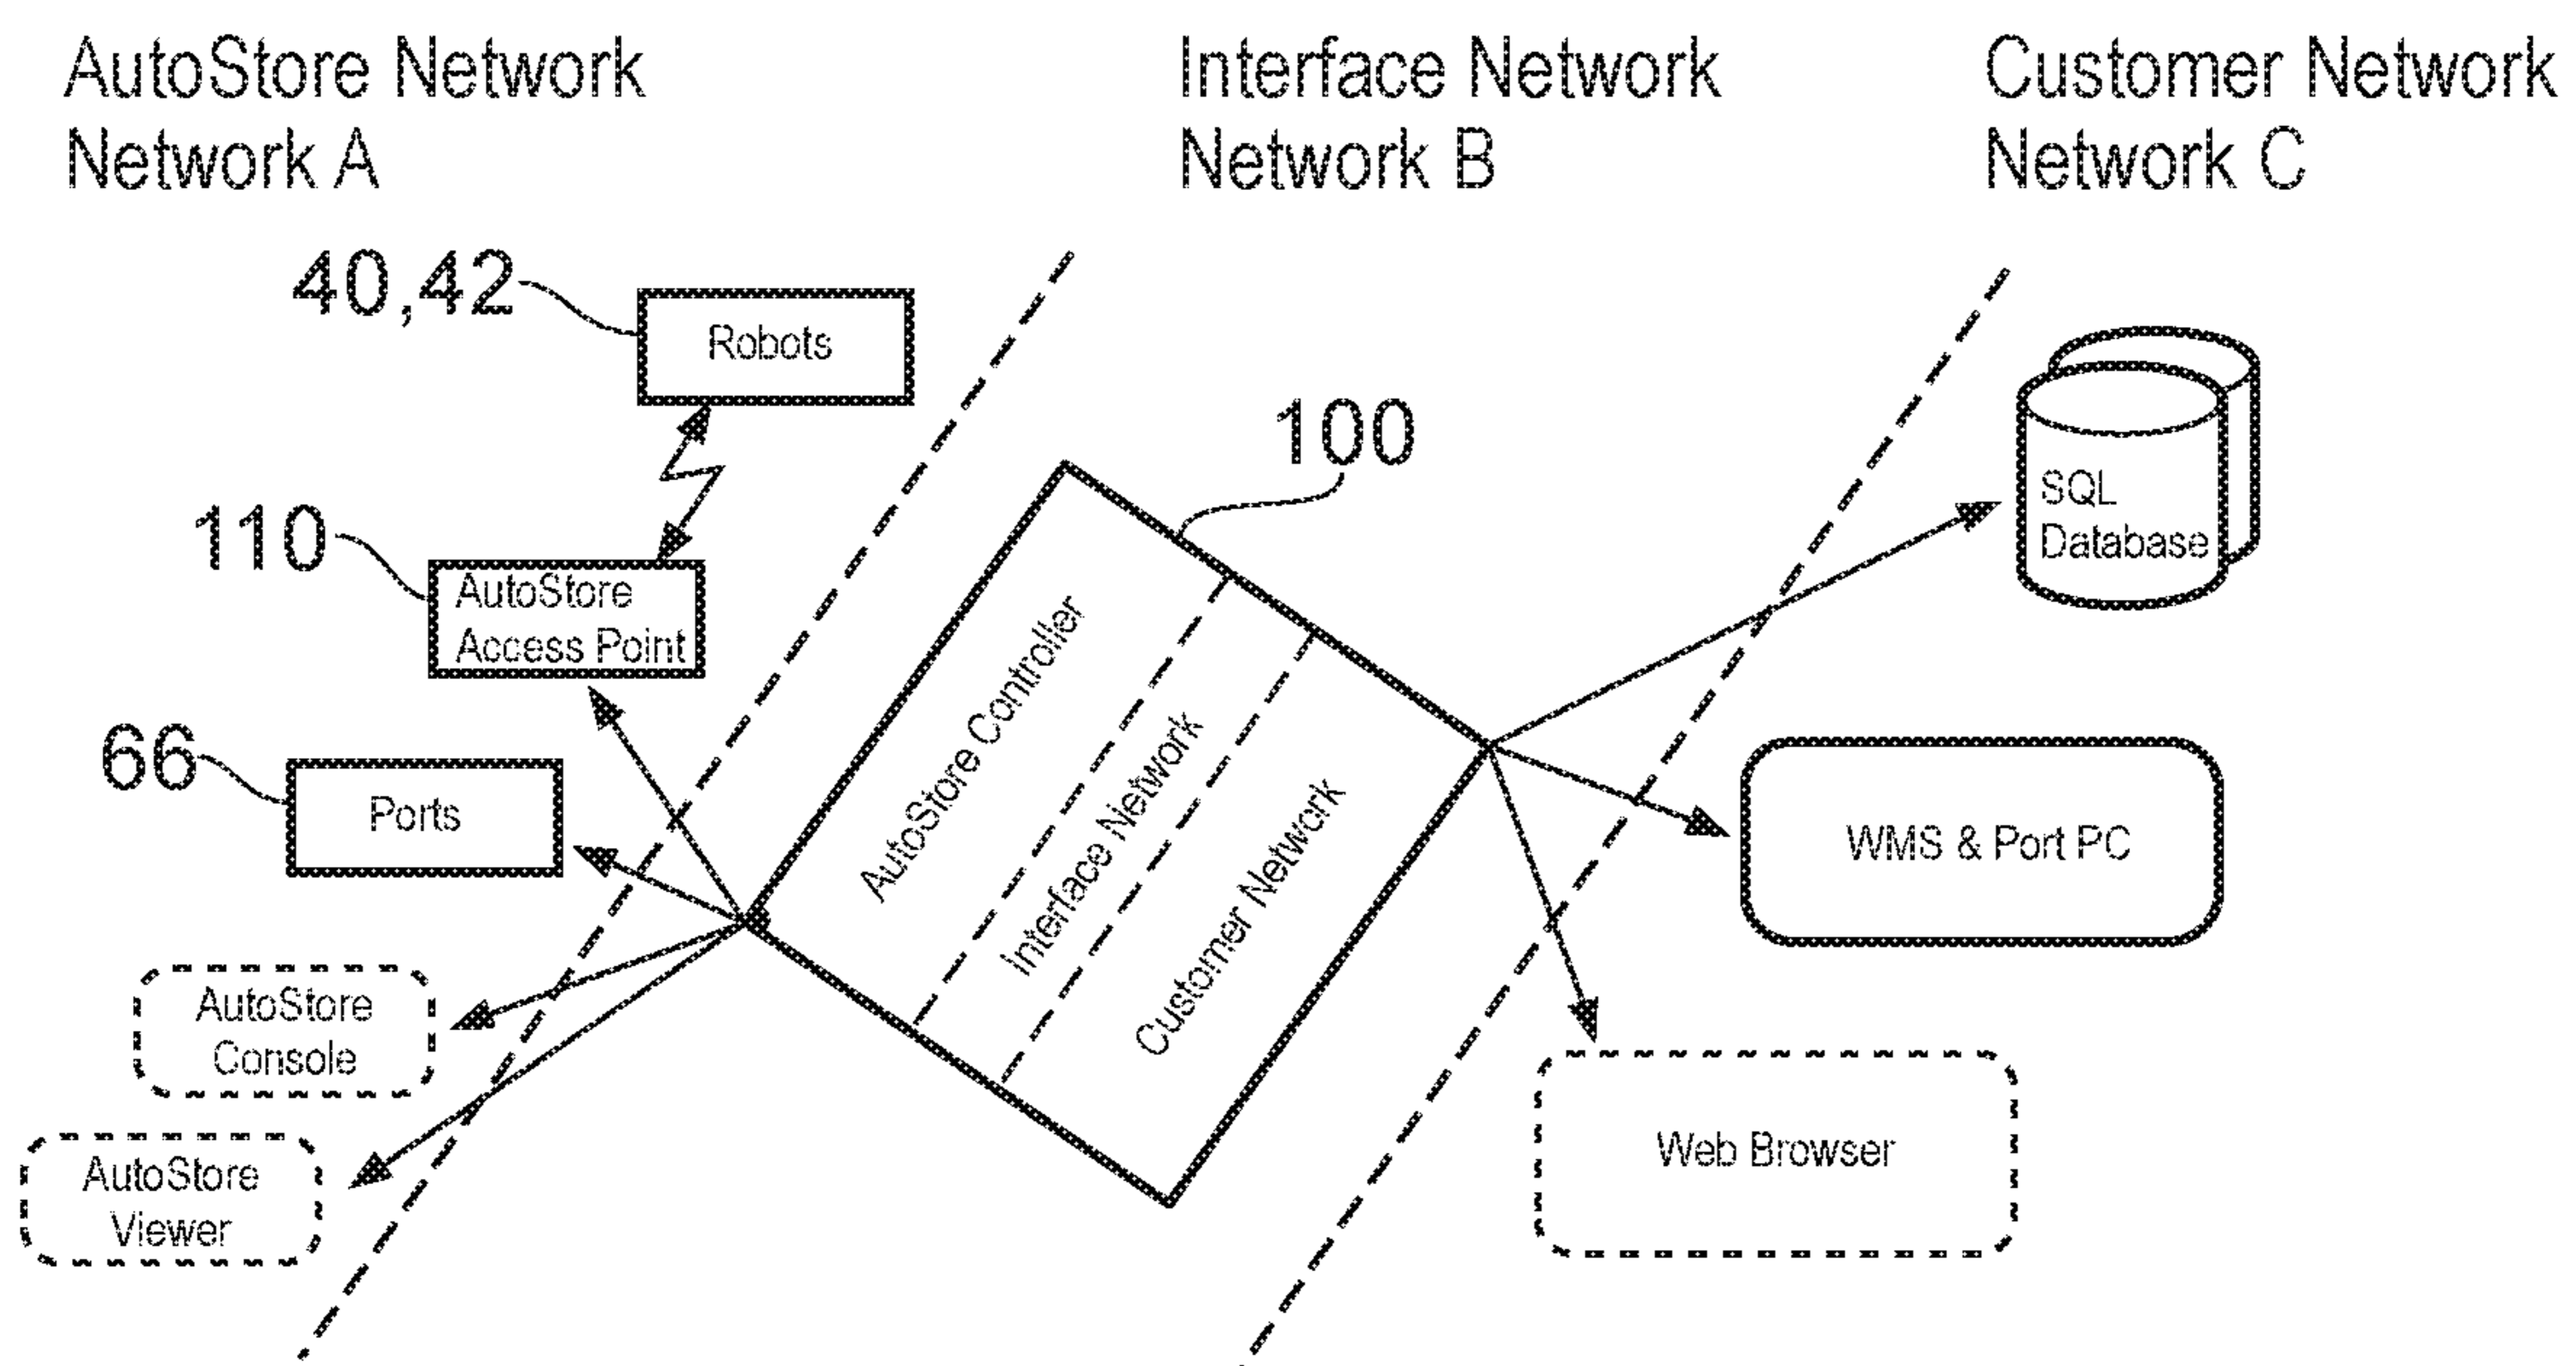 AutoStore Network
Network A
Interface Network
Network B
Customer Network
Network C
40,42
Robots
100
110
AutoStore
Access Point
SQL
Database
66
Ports
AutoStore Controller
Interface Network
Customer Network
WMS & Port PC
AutoStore
Console
AutoStore
Viewer
Web Browser